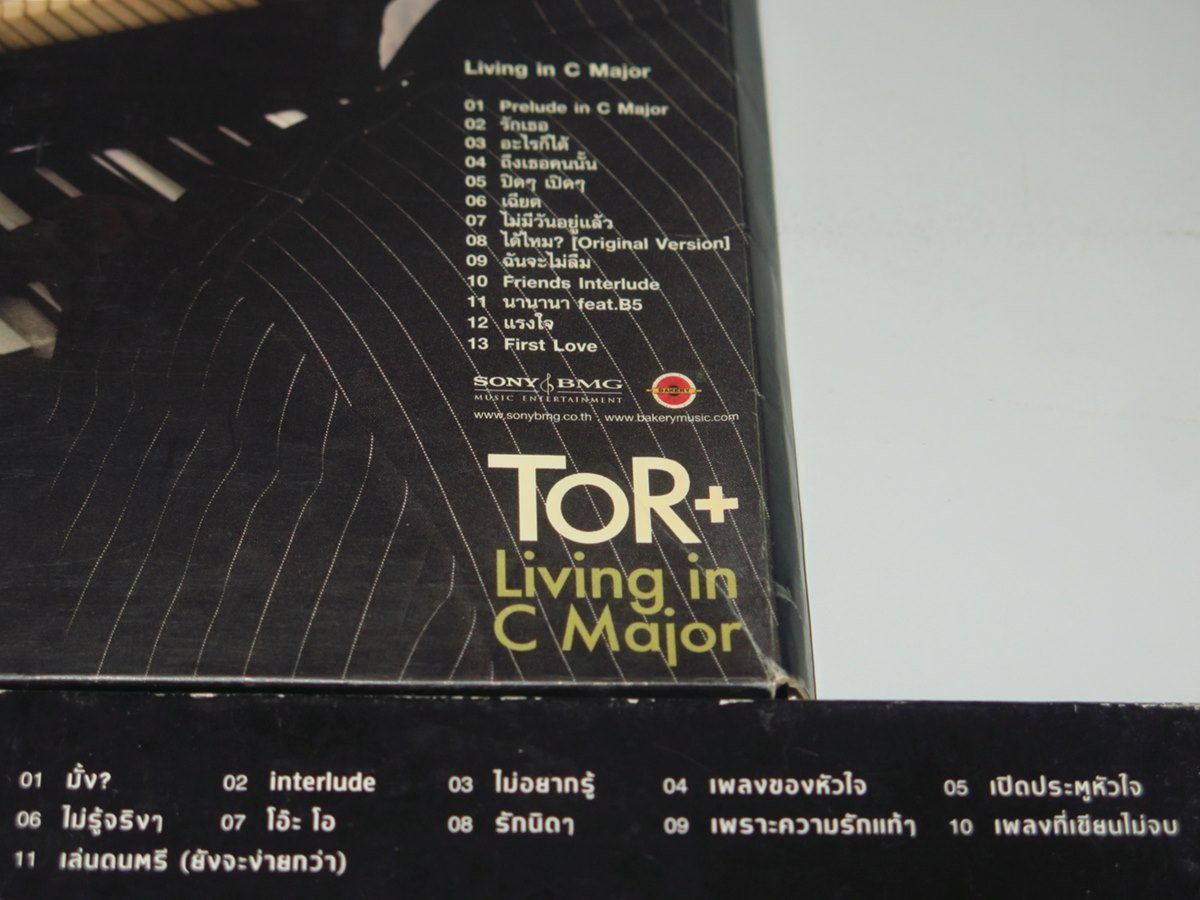 Living in C Major
01 Prelude in C Major
02 รักเธอ
03 อะไรก็ได้
04 ถึงเธอคนนั้น
05 ปิดๆ เปิดๆ
06 เฉียด
07 ไม่มีวันอยู่แล้ว
08 ได้ไหม? [Original Version]
09 ฉันจะไม่ลืม
10 Friends Interlude
11 นานานา feat.B5
12 แรงใจ
13 First Love
SONY BMG BAKERY
MUSIC ENTERTAINMENT
www.sonybmg.co.th . www.bakerymusic.com
ToR+
Living in
C Major
01 มั้ง? 02 interlude 03 ไม่อยากรู้ 04 เพลงของหัวใจ 05 เปิดประตูหัวใจ
06 ไม่รู้จริงๆ 07 โอ๊ะ โอ 08 รักนิดๆ 09 เพราะความรักแท้ๆ 10 เพลงที่เขียนไม่จบ
11 เล่นดนตรี (ยังจะง่ายกว่า)